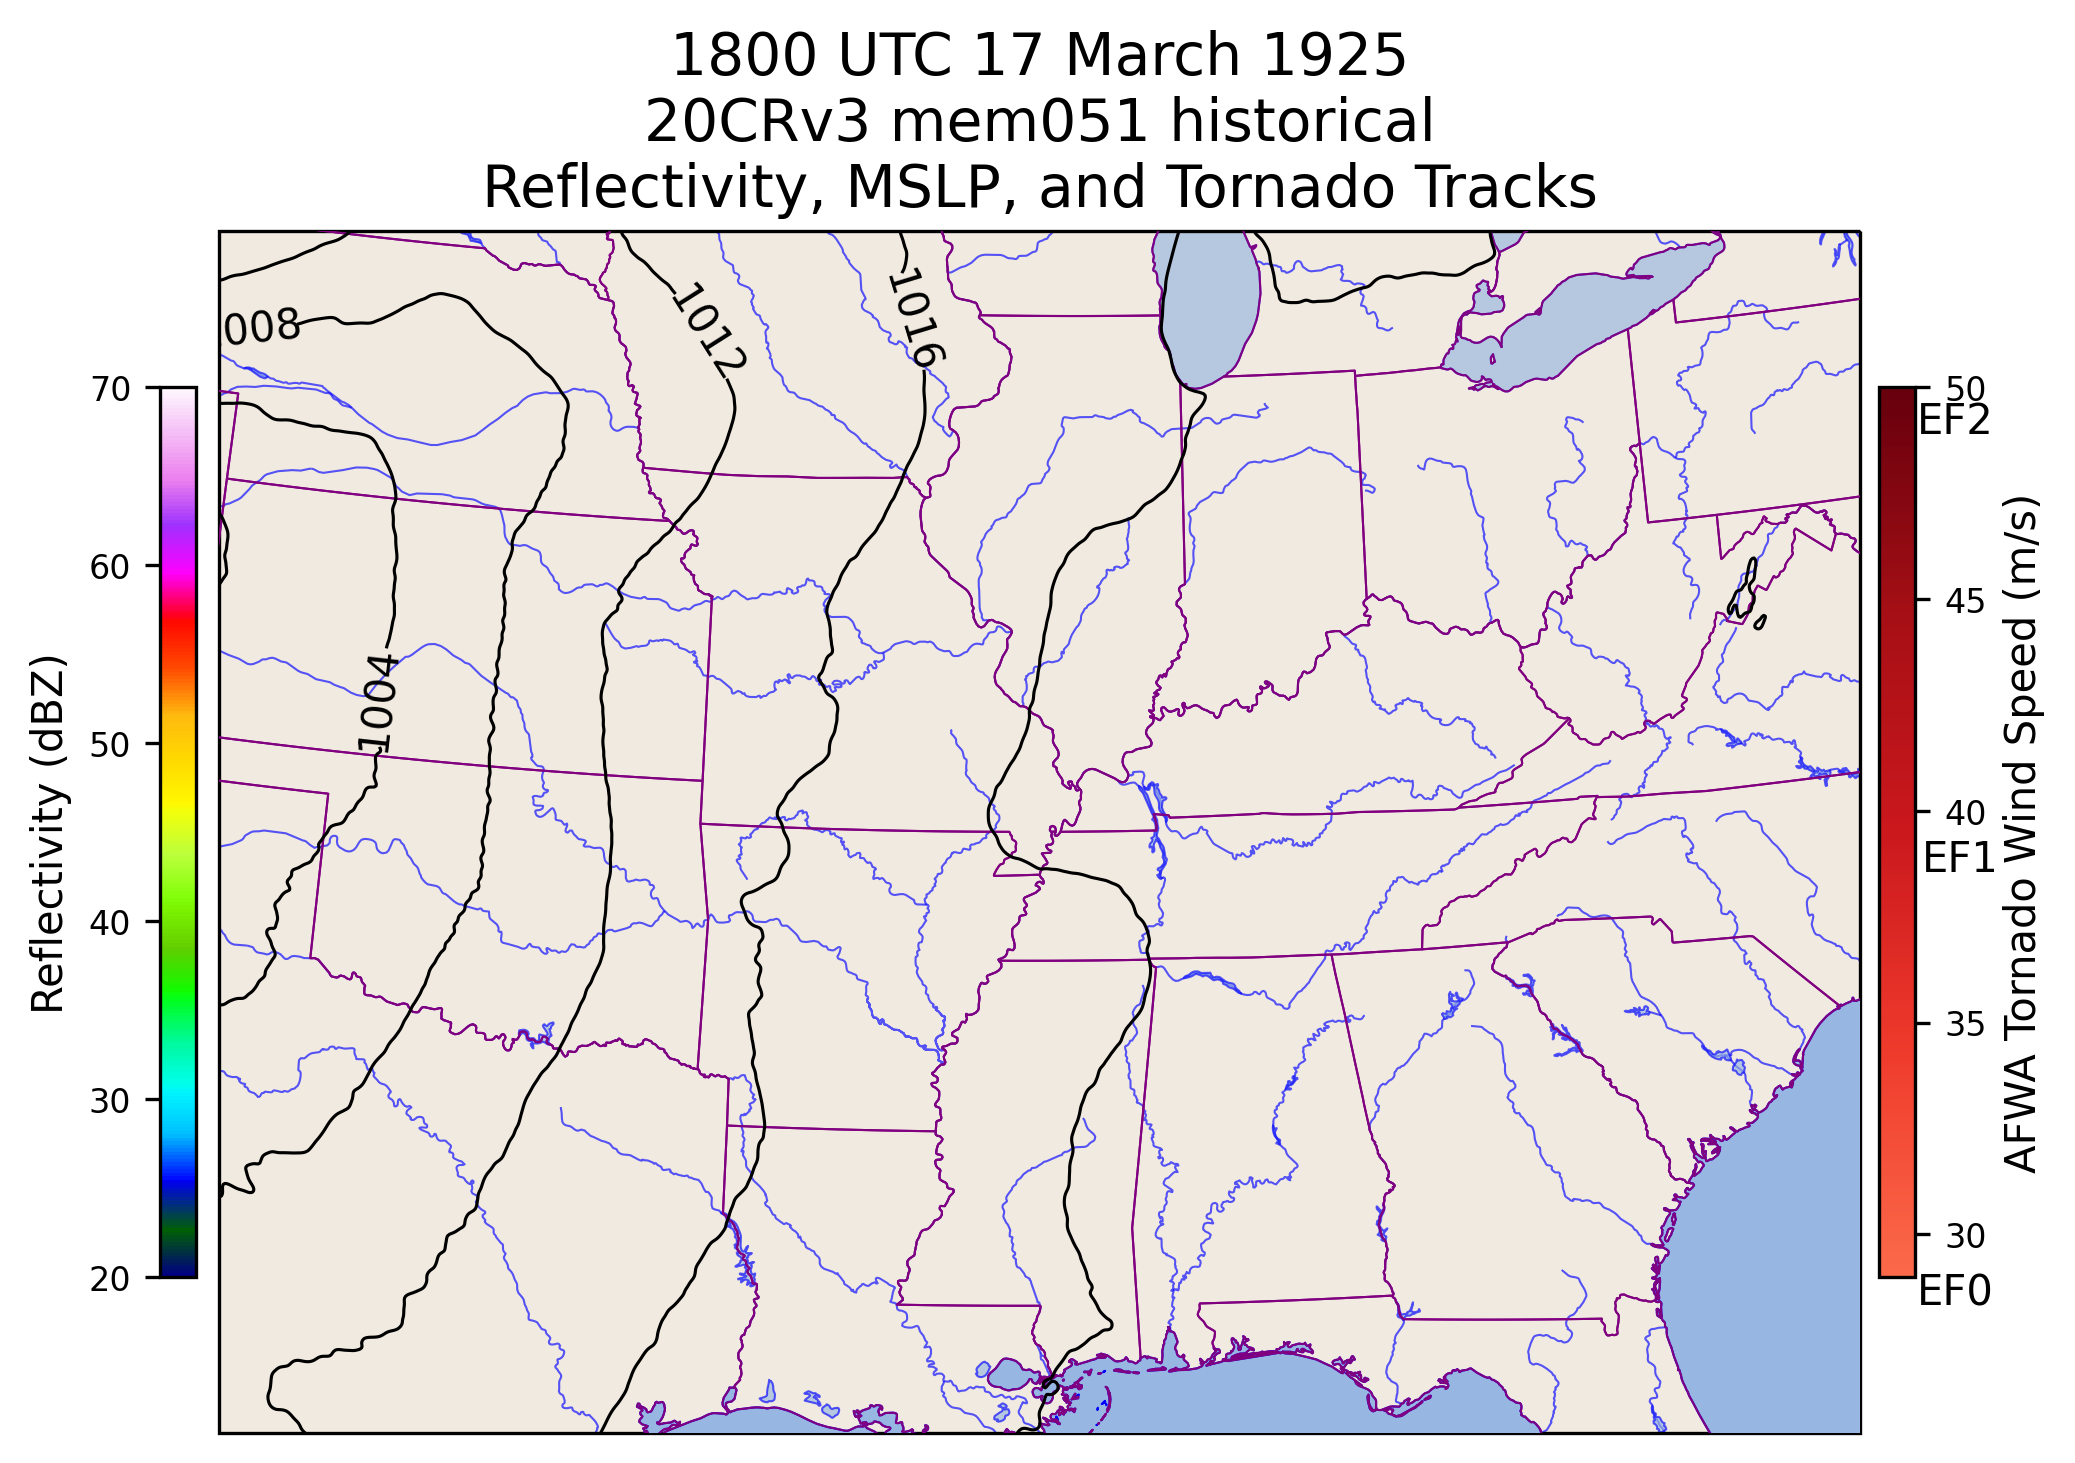 1800 UTC 17 March 1925
20CRv3 mem051 historical
Reflectivity, MSLP, and Tornado Tracks
008
1012
1016
1004
70
60
50
40
30
20
Reflectivity (dBZ)
50
EF2
45
40
EF1
35
30
EF0
AFWA Tornado Wind Speed (m/s)